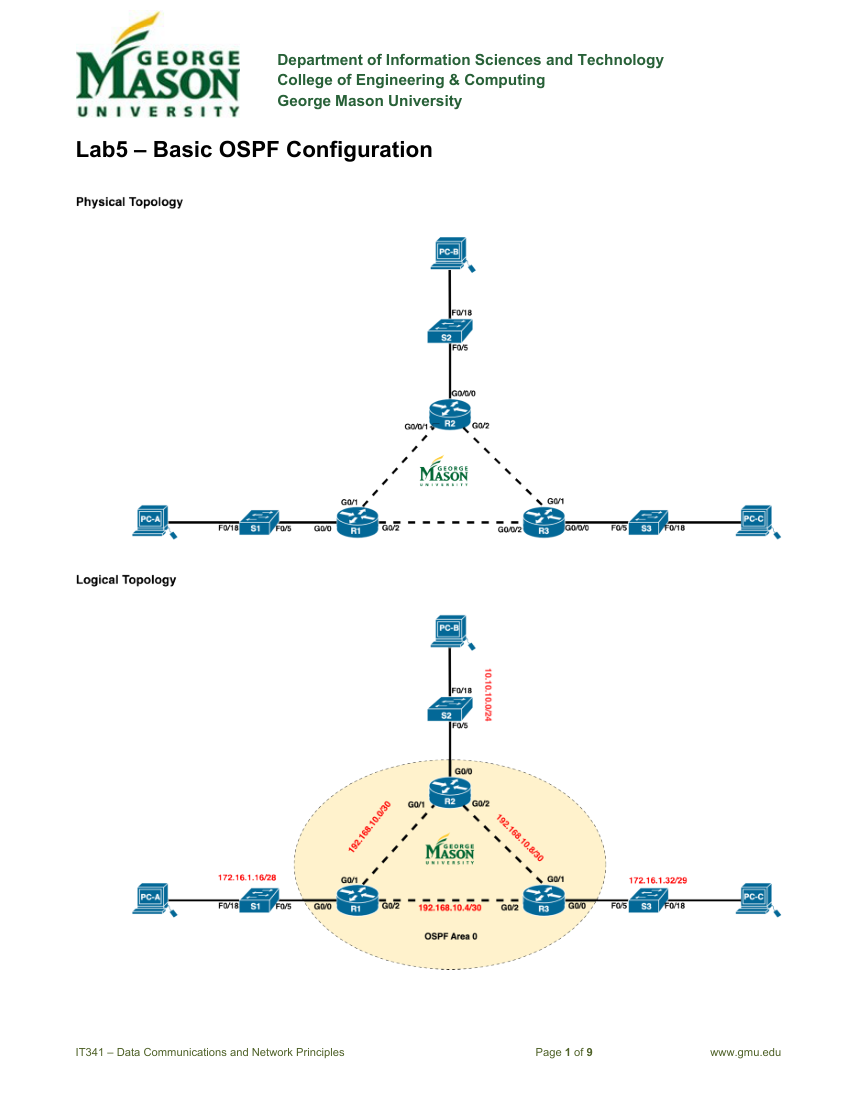 GEORGE
MASON
UNIVERSITY
Department of Information Sciences and Technology
College of Engineering & Computing
George Mason University
Lab5 – Basic OSPF Configuration
Physical Topology
PC-B
F0/18
S2
F0/5
G0/0/0
R2
G0/0/1
G0/2
GEORGE
MASON
UNIVERSITY
G0/1
G0/1
PC-A
F0/18
S1
F0/5
G0/0
R1
G0/2
G0/0/2
R3
G0/0/0
F0/5
S3
F0/18
PC-C
Logical Topology
PC-B
10.10.10.0/24
F0/18
S2
F0/5
G0/0
R2
G0/1
G0/2
192.168.10.0/30
192.168.10.8/30
GEORGE
MASON
UNIVERSITY
172.16.1.16/28
G0/1
G0/1
172.16.1.32/29
PC-A
F0/18
S1
F0/5
G0/0
R1
G0/2
192.168.10.4/30
G0/2
R3
G0/0
F0/5
S3
F0/18
PC-C
OSPF Area 0
IT341 – Data Communications and Network Principles
Page 1 of 9
www.gmu.edu